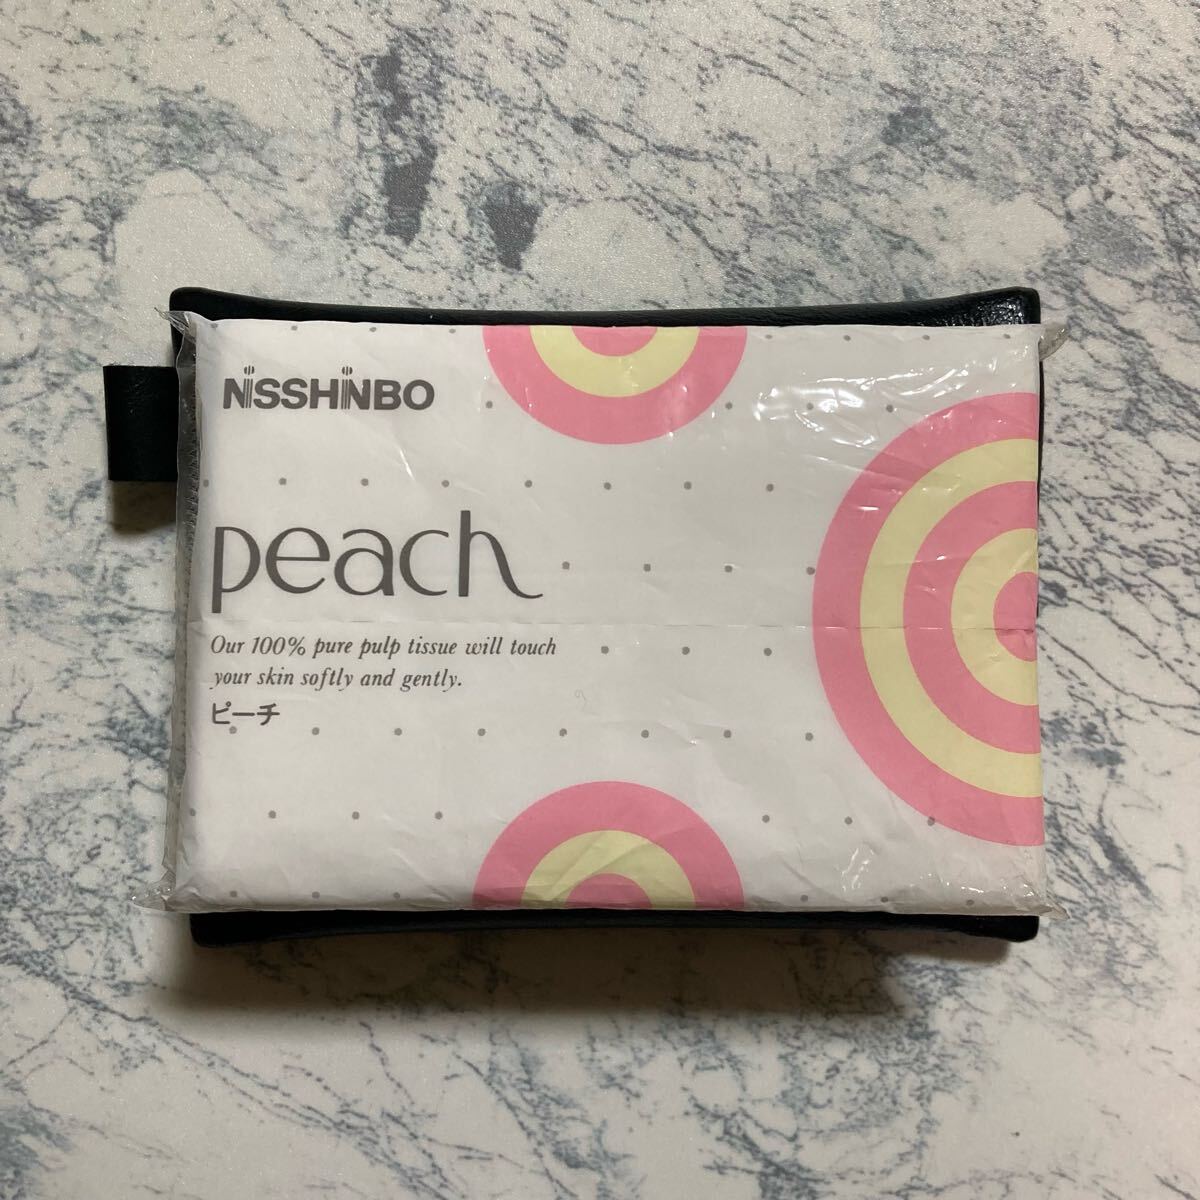 NISSHINBO
peach
Our 100% pure pulp tissue will touch
your skin softly and gently.
ピーチ